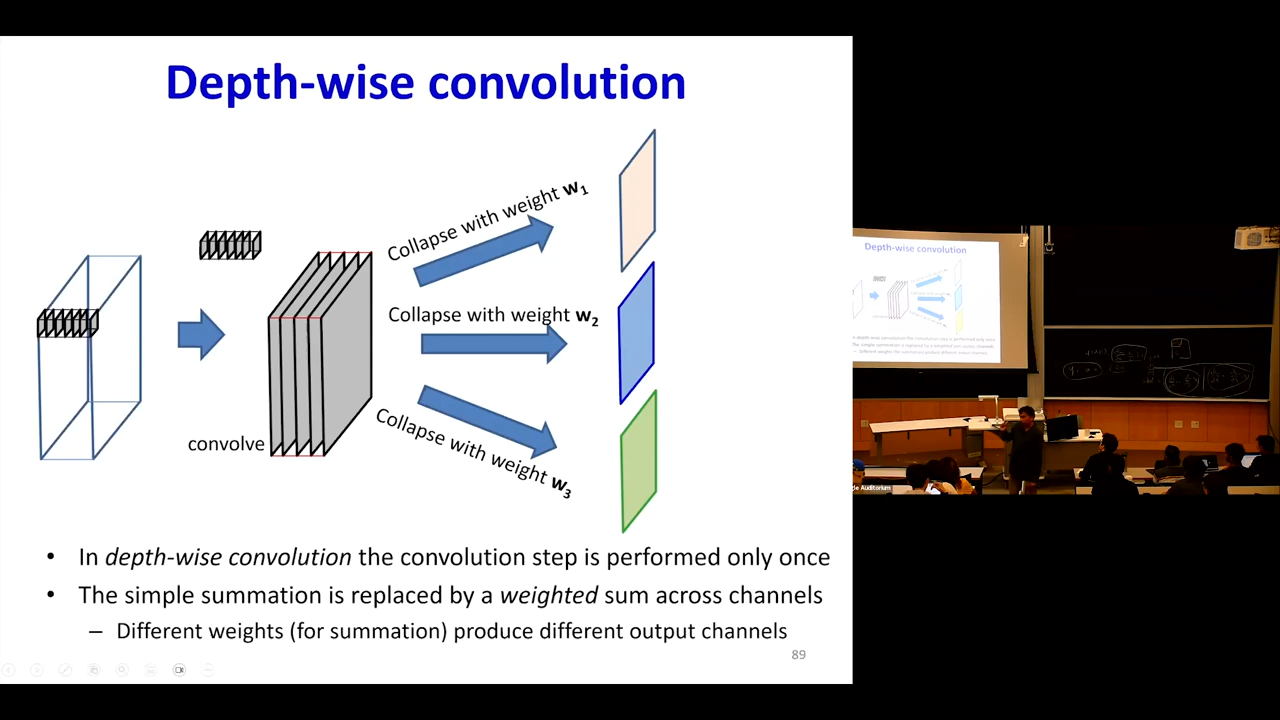 Depth-wise convolution
Collapse with weight w1
Collapse with weight w2
Collapse with weight w3
convolve
• In depth-wise convolution the convolution step is performed only once
• The simple summation is replaced by a weighted sum across channels
– Different weights (for summation) produce different output channels
89
Depth-wise convolution
Auditorium